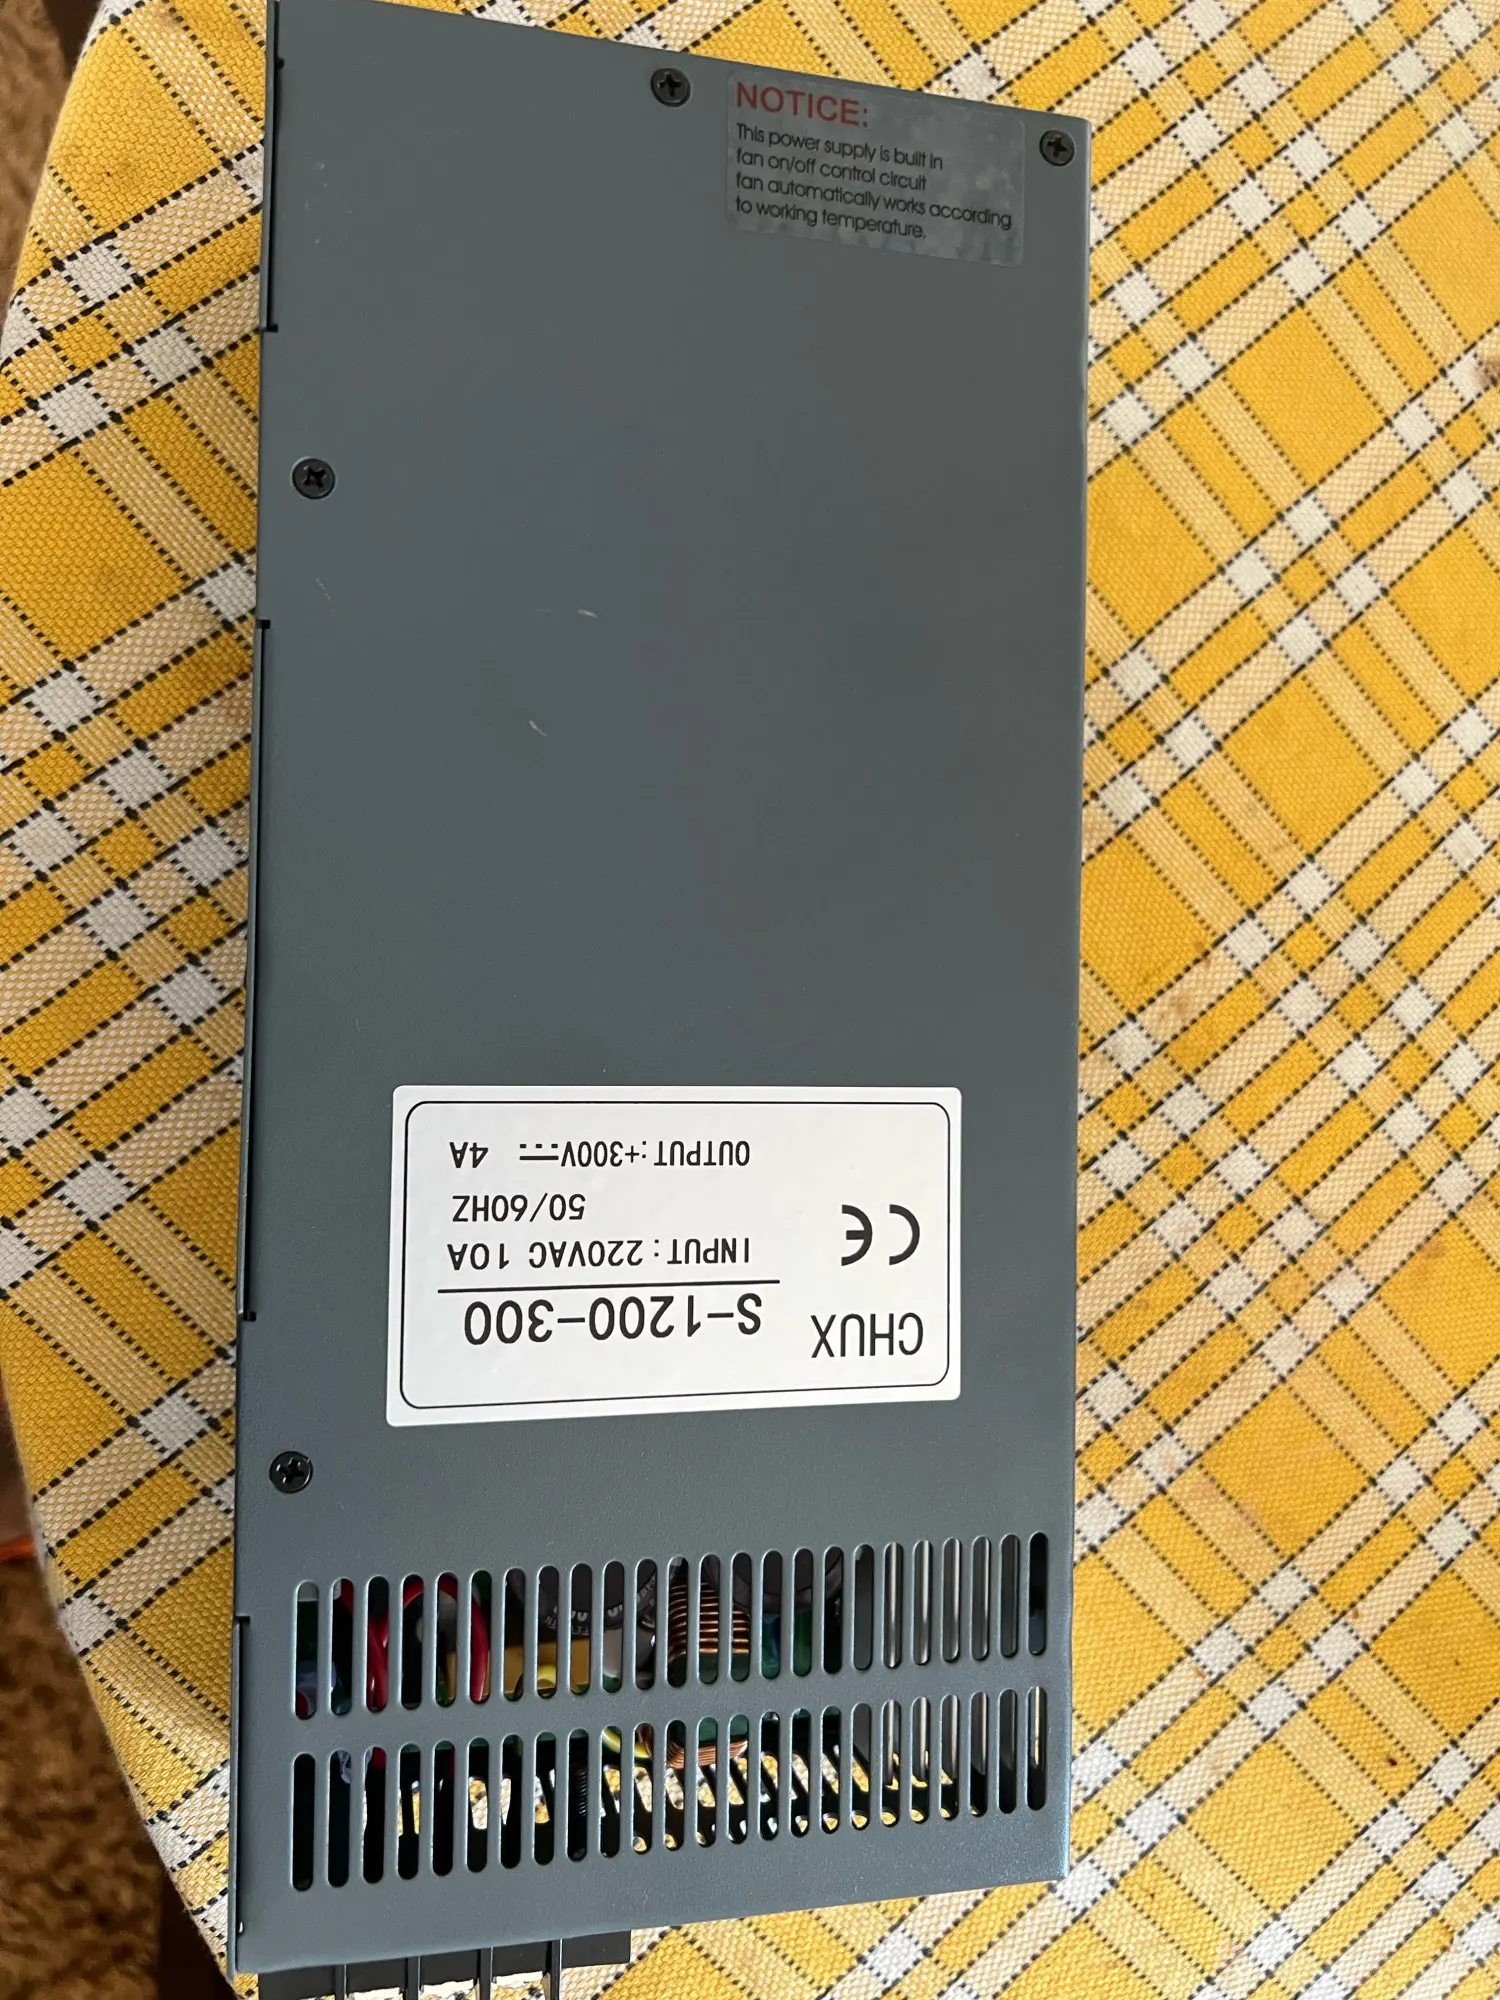 NOTICE:
This power supply is built in
fan on/off control circuit
fan automatically works according
to working temperature.
CHUX
S-1200-300
CE
INPUT: 220VAC 10A
50/60HZ
OUTPUT:+300V⎓ 4A